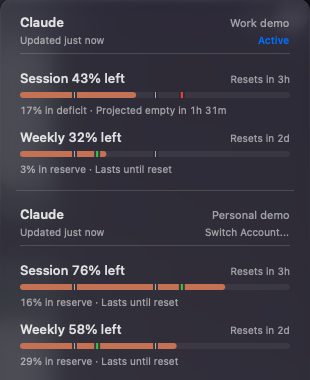 Claude Work demo
Updated just now Active
Session 43% left Resets in 3h
17% in deficit · Projected empty in 1h 31m
Weekly 32% left Resets in 2d
3% in reserve · Lasts until reset
Claude Personal demo
Updated just now Switch Account...
Session 76% left Resets in 3h
16% in reserve · Lasts until reset
Weekly 58% left Resets in 2d
29% in reserve · Lasts until reset